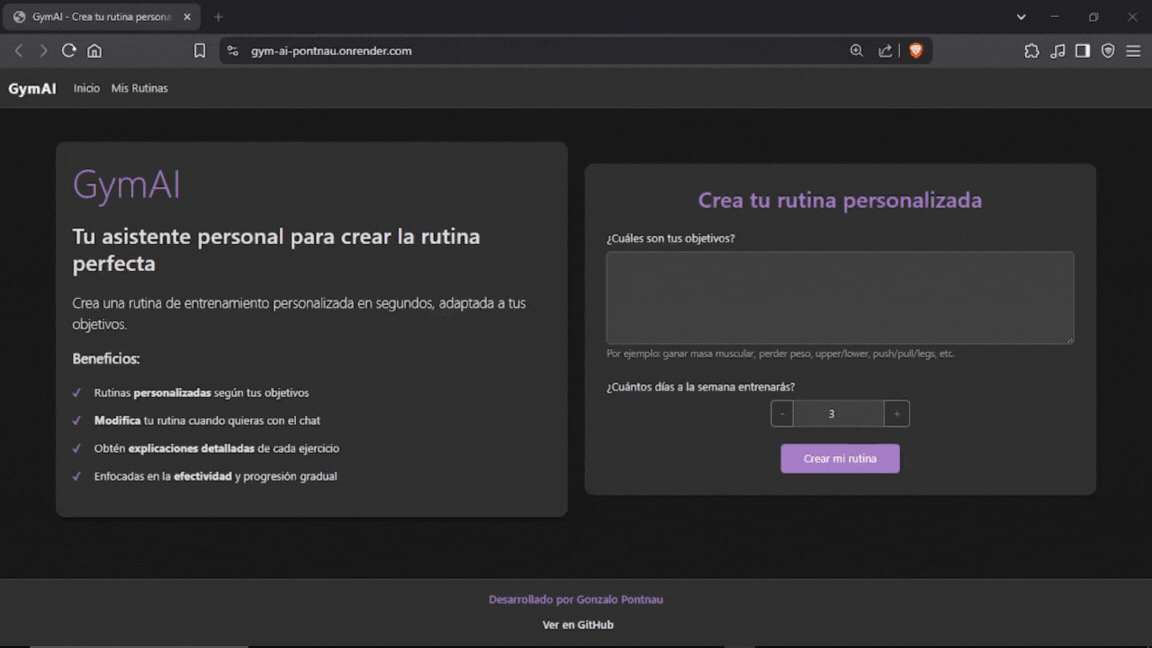 GymAI - Crea tu rutina persona
gym-ai-pontnau.onrender.com
GymAI Inicio Mis Rutinas
GymAI
Tu asistente personal para crear la rutina
perfecta
Crea una rutina de entrenamiento personalizada en segundos, adaptada a tus
objetivos.
Beneficios:
✓ Rutinas personalizadas según tus objetivos
✓ Modifica tu rutina cuando quieras con el chat
✓ Obtén explicaciones detalladas de cada ejercicio
✓ Enfocadas en la efectividad y progresión gradual
Crea tu rutina personalizada
¿Cuáles son tus objetivos?
Por ejemplo: ganar masa muscular, perder peso, upper/lower, push/pull/legs, etc.
¿Cuántos días a la semana entrenarás?
- 3 +
Crear mi rutina
Desarrollado por Gonzalo Pontnau
Ver en GitHub